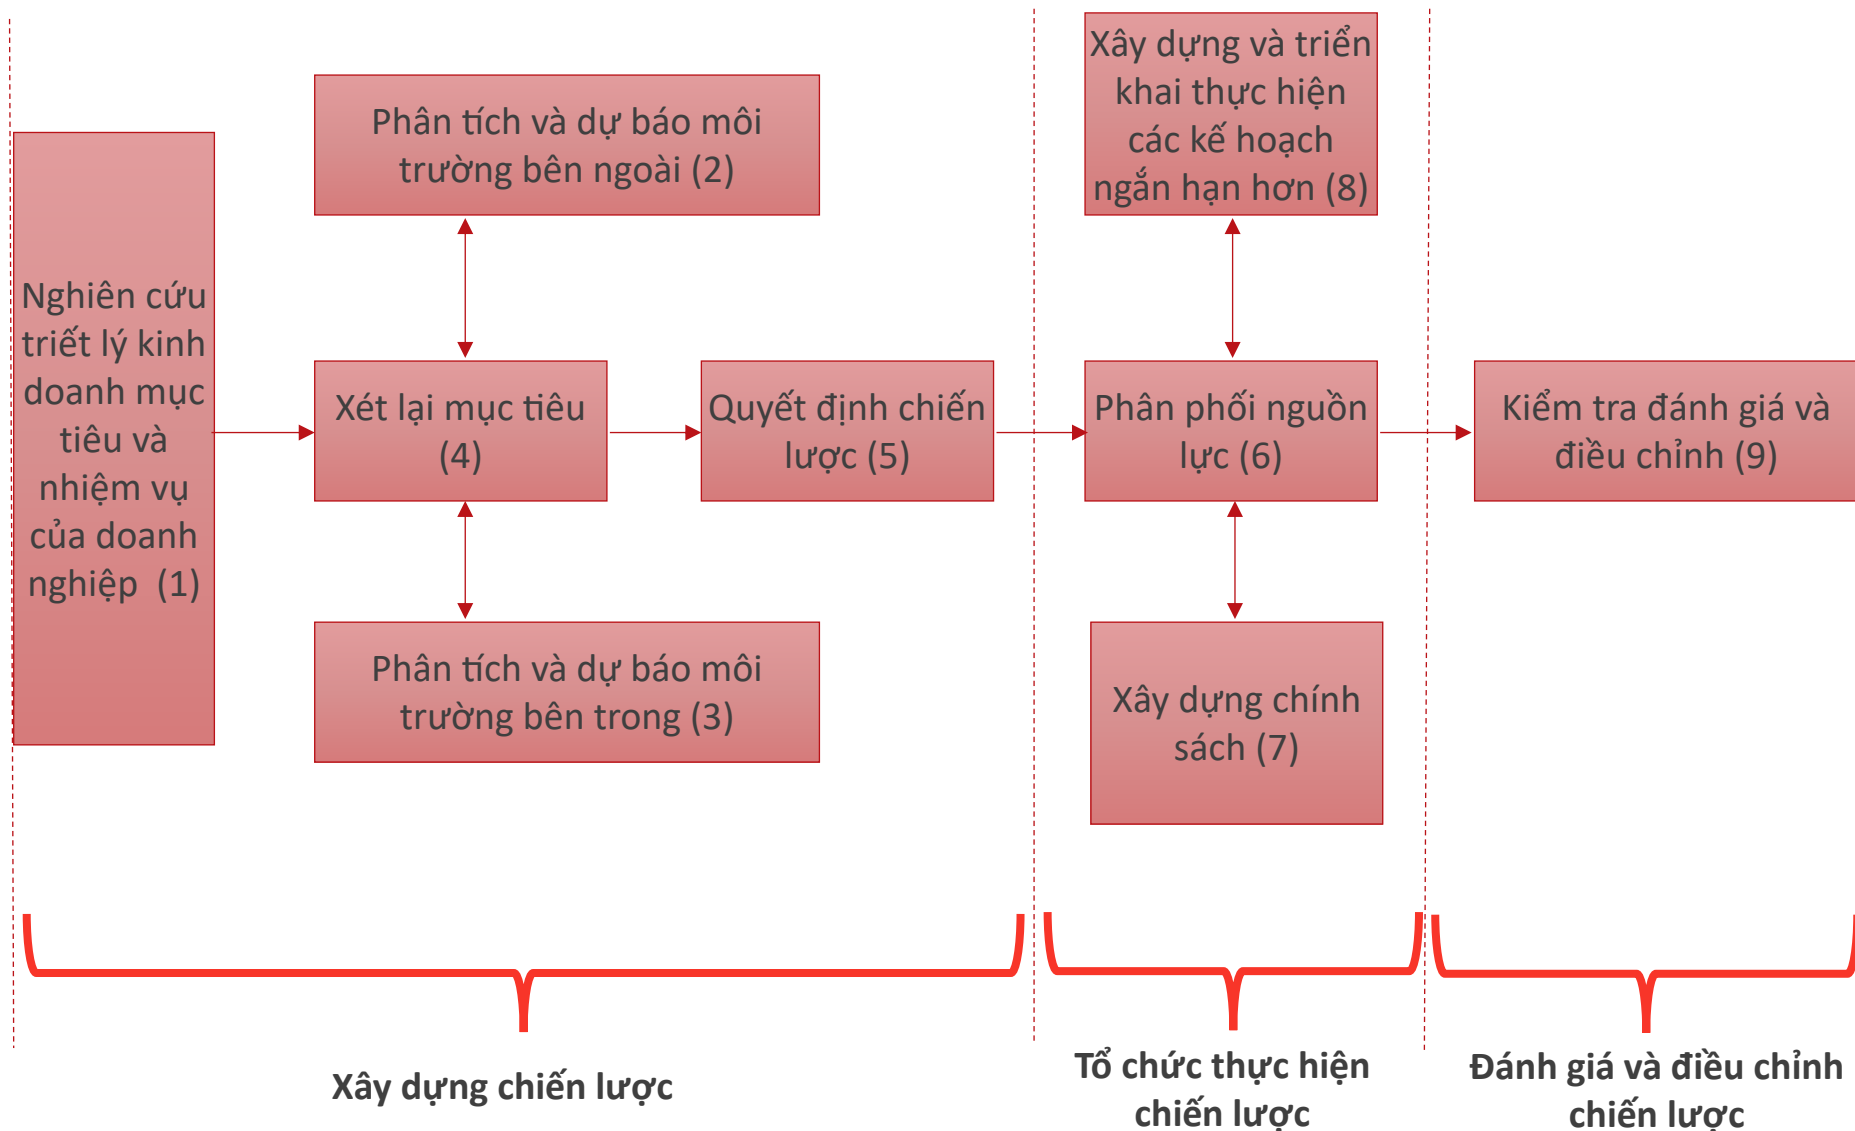 Nghiên cứu
triết lý kinh
doanh mục
tiêu và
nhiệm vụ
của doanh
nghiệp (1)
Phân tích và dự báo môi
trường bên ngoài (2)
Xét lại mục tiêu
(4)
Phân tích và dự báo môi
trường bên trong (3)
Quyết định chiến
lược (5)
Xây dựng và triển
khai thực hiện
các kế hoạch
ngắn hạn hơn (8)
Phân phối nguồn
lực (6)
Xây dựng chính
sách (7)
Kiểm tra đánh giá và
điều chỉnh (9)
Xây dựng chiến lược
Tổ chức thực hiện
chiến lược
Đánh giá và điều chỉnh
chiến lược